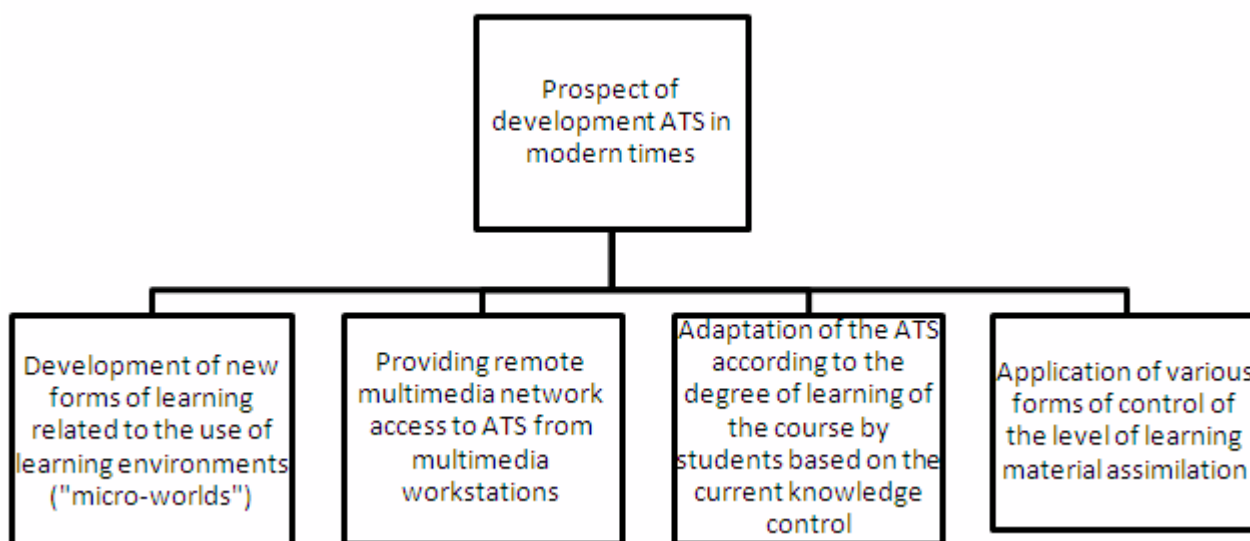 Prospect of
development ATS in
modern times
Development of new
forms of learning
related to the use of
learning environments
("micro-worlds")
Providing remote
multimedia network
access to ATS from
multimedia
workstations
Adaptation of the ATS
according to the
degree of learning of
the course by
students based on the
current knowledge
control
Application of various
forms of control of
the level of learning
material assimilation